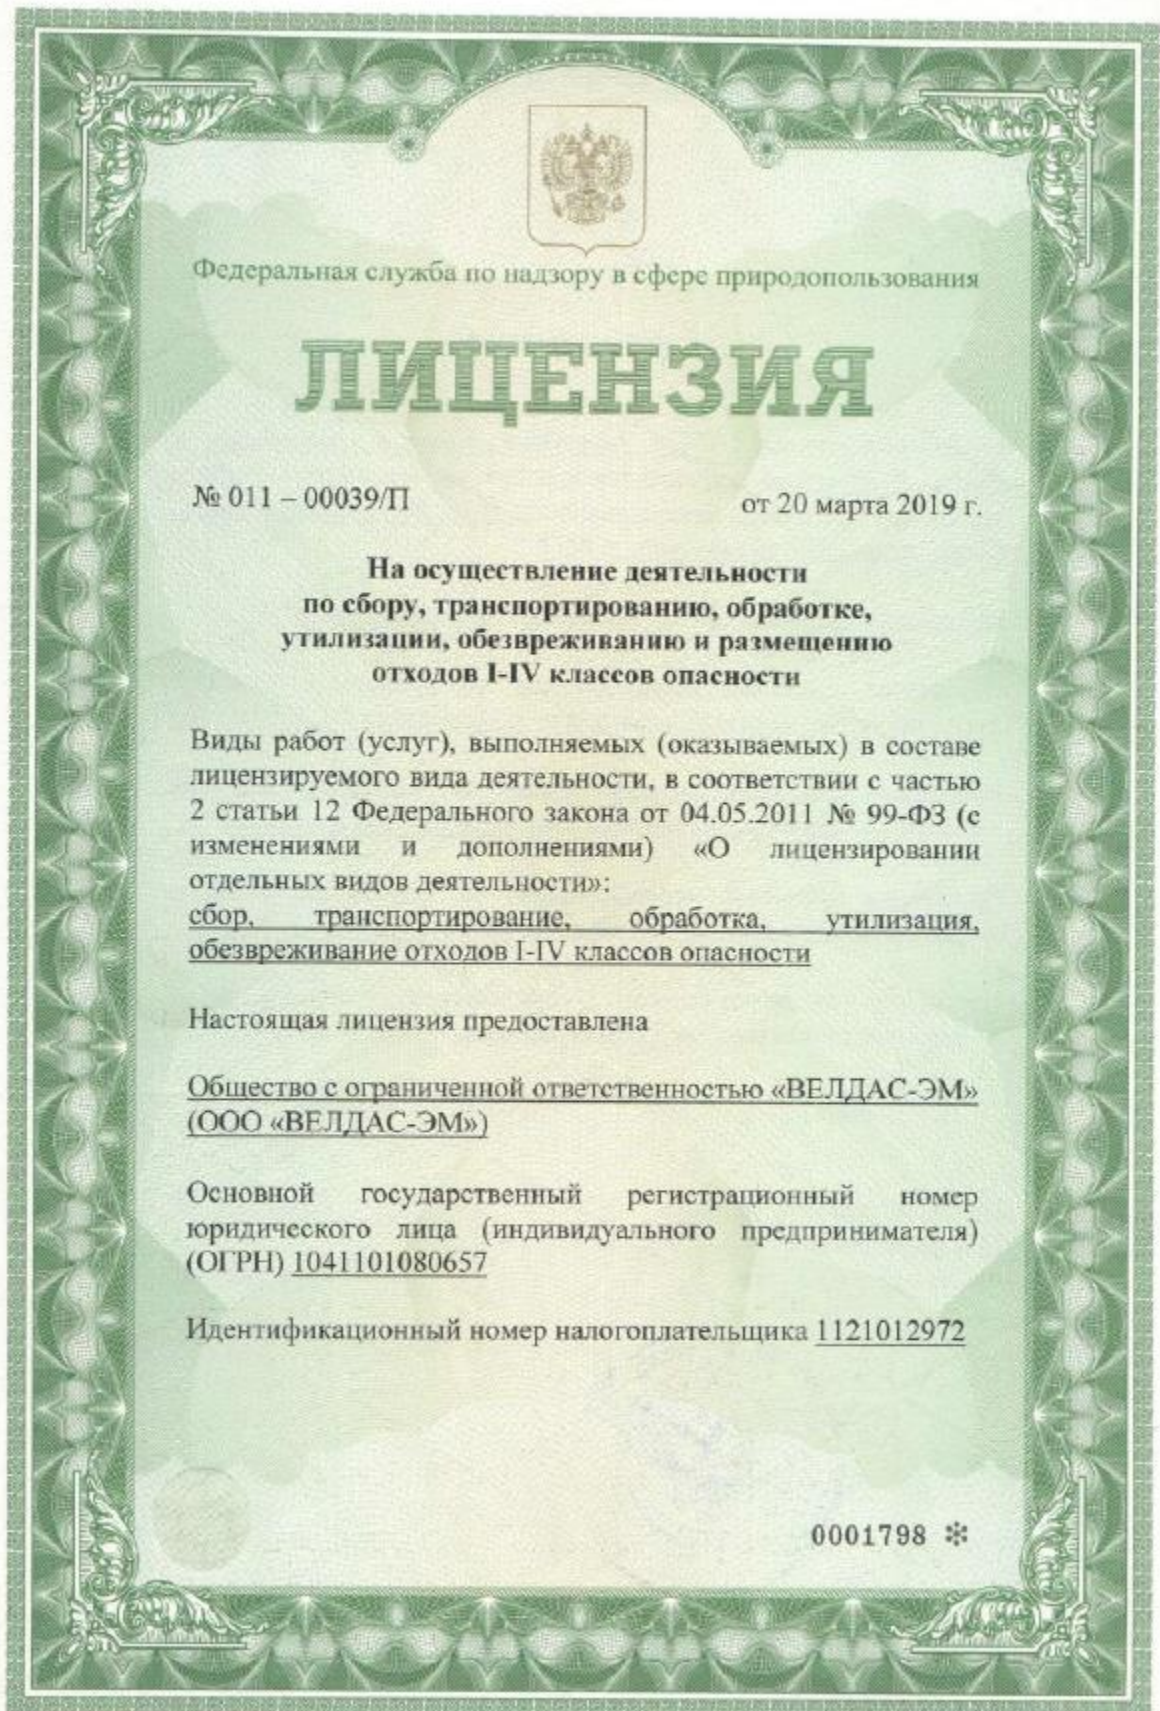 Федеральная служба по надзору в сфере природопользования
ЛИЦЕНЗИЯ
№ 011 – 00039/П
от 20 марта 2019 г.
На осуществление деятельности
по сбору, транспортированию, обработке,
утилизации, обезвреживанию и размещению
отходов I-IV классов опасности
Виды работ (услуг), выполняемых (оказываемых) в составе
лицензируемого вида деятельности, в соответствии с частью
2 статьи 12 Федерального закона от 04.05.2011 № 99-ФЗ (с
изменениями и дополнениями) «О лицензировании
отдельных видов деятельности»:
сбор, транспортирование, обработка, утилизация,
обезвреживание отходов I-IV классов опасности
Настоящая лицензия предоставлена
Общество с ограниченной ответственностью «ВЕЛДАС-ЭМ»
(ООО «ВЕЛДАС-ЭМ»)
Основной государственный регистрационный номер
юридического лица (индивидуального предпринимателя)
(ОГРН) 1041101080657
Идентификационный номер налогоплательщика 1121012972
0001798 ❇